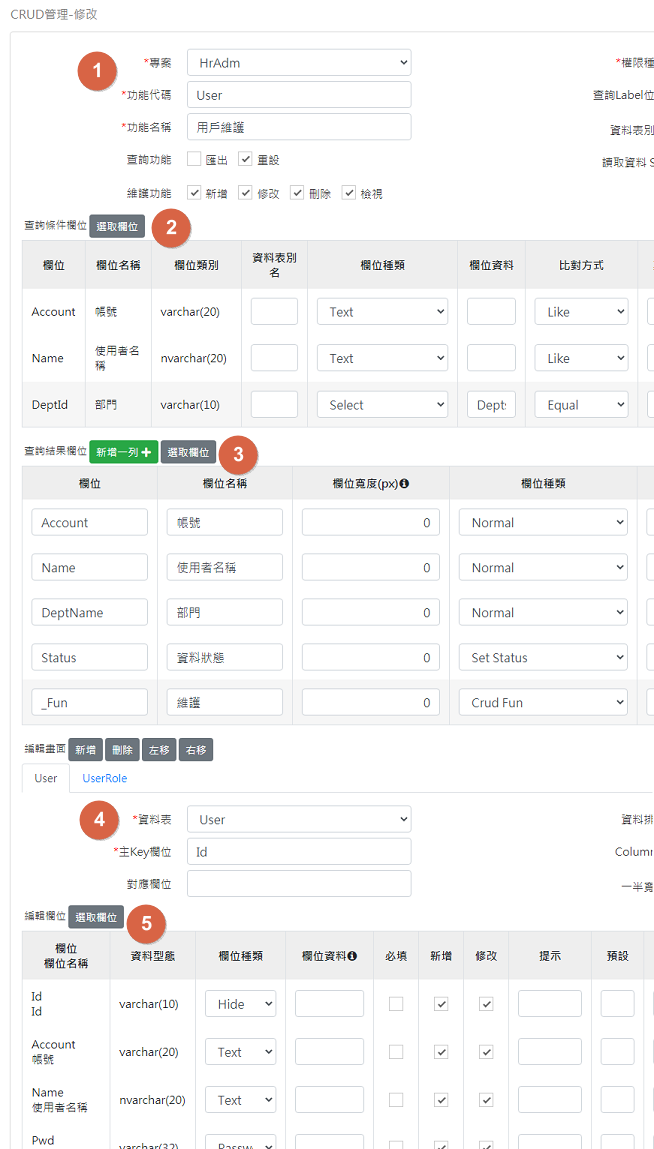 CRUD管理-修改
1
*專案 HrAdm *權限種
*功能代碼 User 查詢Label位
*功能名稱 用戶維護 資料表別
查詢功能 匯出 重設 讀取資料 S
維護功能 新增 修改 刪除 檢視
查詢條件欄位 選取欄位 2
欄位 欄位名稱 欄位類別 資料表別名 欄位種類 欄位資料 比對方式
Account 帳號 varchar(20) Text Like
Name 使用者名稱 nvarchar(20) Text Like
DeptId 部門 varchar(10) Select Depts Equal
查詢結果欄位 新增一列 選取欄位 3
欄位 欄位名稱 欄位寬度(px) 欄位種類
Account 帳號 0 Normal
Name 使用者名稱 0 Normal
DeptName 部門 0 Normal
Status 資料狀態 0 Set Status
_Fun 維護 0 Crud Fun
編輯畫面 新增 刪除 左移 右移
User UserRole
4
*資料表 User 資料排
*主Key欄位 Id Column
對應欄位 一半寬
編輯欄位 選取欄位 5
欄位
欄位名稱 資料型態 欄位種類 欄位資料 必填 新增 修改 提示 預設
Id
Id varchar(10) Hide
Account
帳號 varchar(20) Text
Name
使用者名稱 nvarchar(20) Text
Pwd
varchar(32) Passw